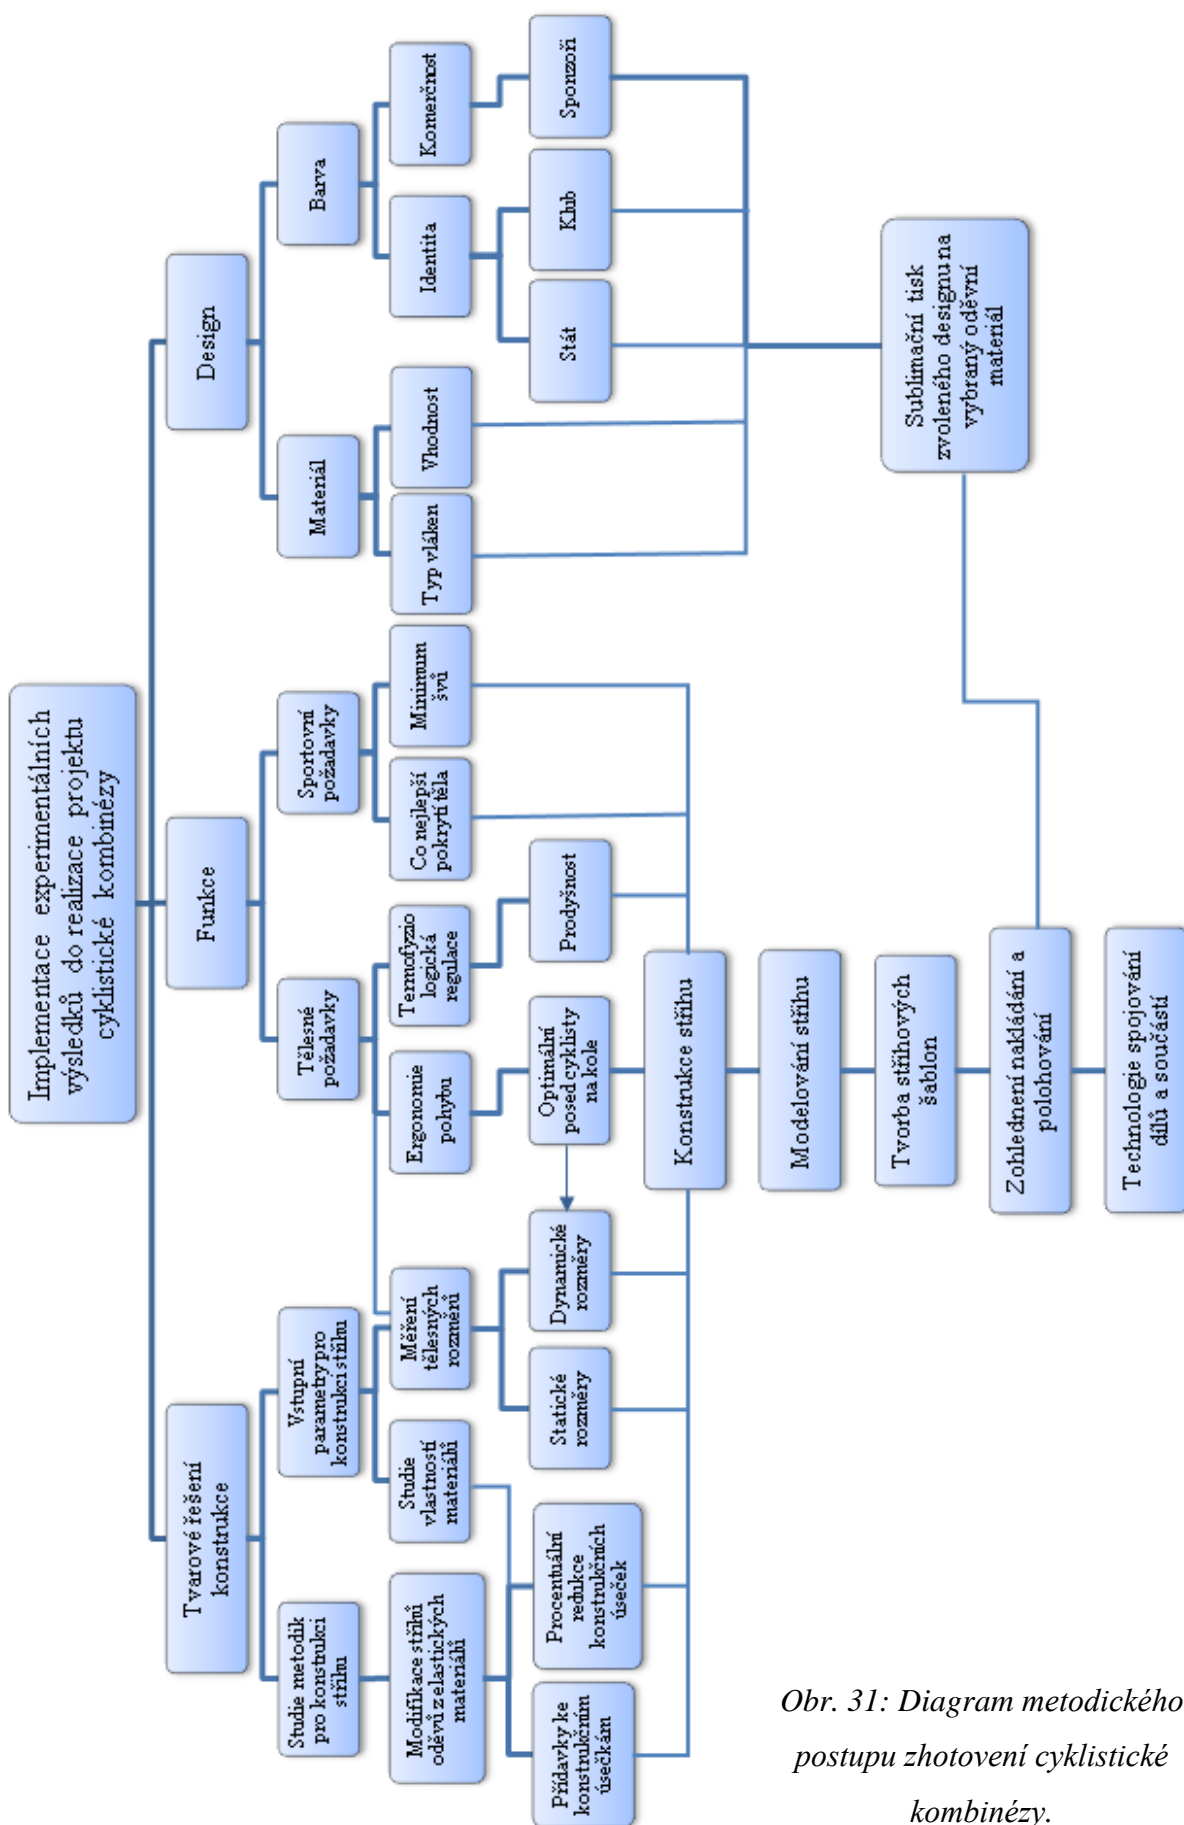 Implementace experimentálních
výsledků do realizace projektu
cyklistické kombinézy
Tvarové řešení
konstrukce
Funkce
Design
Studie metodik
pro konstrukci
střihu
Vstupní
parametry pro
konstrukci střihu
Tělesné
požadavky
Sportovní
požadavky
Materiál
Barva
Modifikace střihů
oděvů z elastických
materiálů
Studie
vlastností
materiálů
Měření
tělesných
rozměrů
Ergonomie
pohybu
Termofyzio
logická
regulace
Co nejlepší
pokrytí těla
Minimum
švů
Typ vláken
Vhodnost
Identita
Komerčnost
Přídavky ke
konstrukčním
úsečkám
Procentuální
redukce
konstrukčních
úseček
Statické
rozměry
Dynamické
rozměry
Optimální
posed cyklisty
na kole
Prodyšnost
Stát
Klub
Sponzoři
Konstrukce střihu
Modelování střihu
Tvorba střihových
šablon
Zohlednění nakládání a
polohování
Technologie spojování
dílů a součástí
Sublimační tisk
zvoleného designu na
vybraný oděvní
materiál
Obr. 31: Diagram metodického
postupu zhotovení cyklistické
kombinézy.